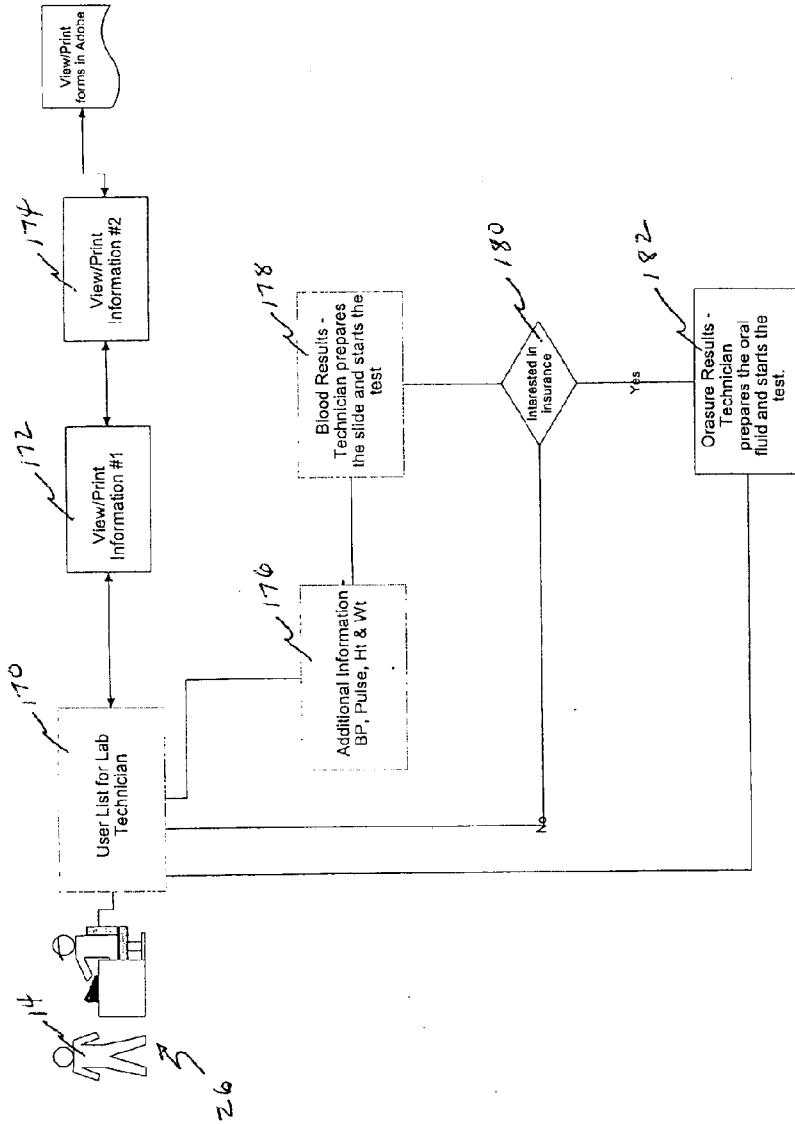 14
26
170
User List for Lab
Technician
172
View/Print
Information #1
174
View/Print
Information #2
View/Print
forms in Adobe
176
Additional Information
BP, Pulse, Ht & Wt
178
Blood Results -
Technician prepares
the slide and starts the
test
180
Interested in
insurance
No
Yes
182
Orasure Results -
Technician
prepares the oral
fluid and starts the
test.